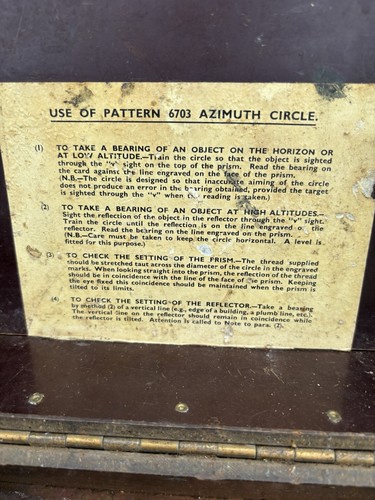 USE OF PATTERN 6703 AZIMUTH CIRCLE.
(1) TO TAKE A BEARING OF AN OBJECT ON THE HORIZON OR
AT LOW ALTITUDE.—Train the circle so that the object is sighted
through the "v" sight on the top of the prism. Read the bearing on
the card against the line engraved on the face of the prism.
(N.B.—The circle is designed so that inaccurate aiming of the circle
does not produce an error in the bearing obtained, provided the target
is sighted through the "v" when the reading is taken.)
(2) TO TAKE A BEARING OF AN OBJECT AT HIGH ALTITUDES.—
Sight the reflection of the object in the reflector through the "v" sight.
Train the circle until the reflection is on the line engraved o. tile
reflector. Read the bearing on the line engraved on the prism.
(N.B.—Care must be taken to keep the circle horizontal. A level is
fitted for this purpose.)
(3) TO CHECK THE SETTING OF THE PRISM.—The thread supplied
should be stretched taut across the diameter of the circle in the engraved
marks. When looking straight into the prism, the reflection of the thread
should be in coincidence with the line of the face of the prism. Keeping
the eye fixed this coincidence should be maintained when the prism is
tilted to its limits.
(4) TO CHECK THE SETTING OF THE REFLECTOR.—Take a bearing
by method (2) of a vertical line (e.g., edge of a building, a plumb line, etc.).
The vertical line on the reflector should remain in coincidence while
the reflector is tilted. Attention is called to Note to para. (2).